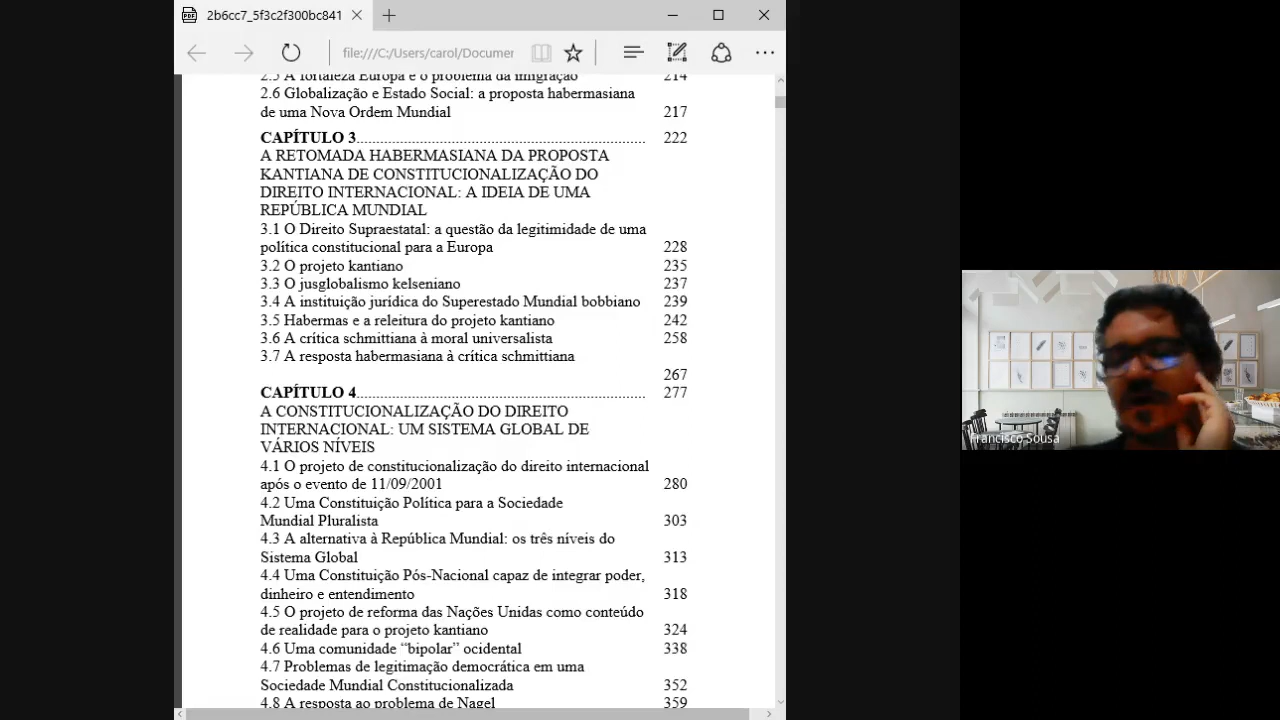 2b6cc7_5f3c2f300bc841
file:///C:/Users/carol/Documer
2.5 A fortaleza Europa e o problema da imigração 214
2.6 Globalização e Estado Social: a proposta habermasiana
de uma Nova Ordem Mundial 217
CAPÍTULO 3 222
A RETOMADA HABERMASIANA DA PROPOSTA
KANTIANA DE CONSTITUCIONALIZAÇÃO DO
DIREITO INTERNACIONAL: A IDEIA DE UMA
REPÚBLICA MUNDIAL
3.1 O Direito Supraestatal: a questão da legitimidade de uma
política constitucional para a Europa 228
3.2 O projeto kantiano 235
3.3 O jusglobalismo kelseniano 237
3.4 A instituição jurídica do Superestado Mundial bobbiano 239
3.5 Habermas e a releitura do projeto kantiano 242
3.6 A crítica schmittiana à moral universalista 258
3.7 A resposta habermasiana à crítica schmittiana
267
CAPÍTULO 4 277
A CONSTITUCIONALIZAÇÃO DO DIREITO
INTERNACIONAL: UM SISTEMA GLOBAL DE
VÁRIOS NÍVEIS
4.1 O projeto de constitucionalização do direito internacional
após o evento de 11/09/2001 280
4.2 Uma Constituição Política para a Sociedade
Mundial Pluralista 303
4.3 A alternativa à República Mundial: os três níveis do
Sistema Global 313
4.4 Uma Constituição Pós-Nacional capaz de integrar poder,
dinheiro e entendimento 318
4.5 O projeto de reforma das Nações Unidas como conteúdo
de realidade para o projeto kantiano 324
4.6 Uma comunidade “bipolar” ocidental 338
4.7 Problemas de legitimação democrática em uma
Sociedade Mundial Constitucionalizada 352
4.8 A resposta ao problema de Nagel 359
Francisco Sousa